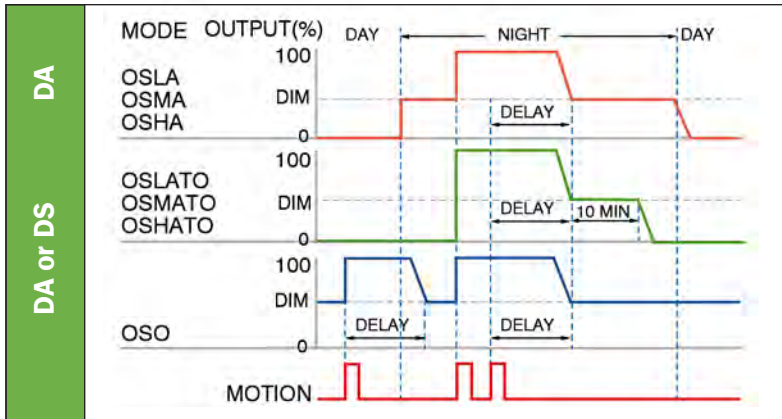 MODE OUTPUT(%) DAY NIGHT DAY
100
DA
OSLA
OSMA DIM
OSHA DELAY
0
100
OSLATO
OSMATO DIM
OSHATO DELAY 10 MIN
0
DA or DS
100
DIM
OSO DELAY DELAY
0
MOTION